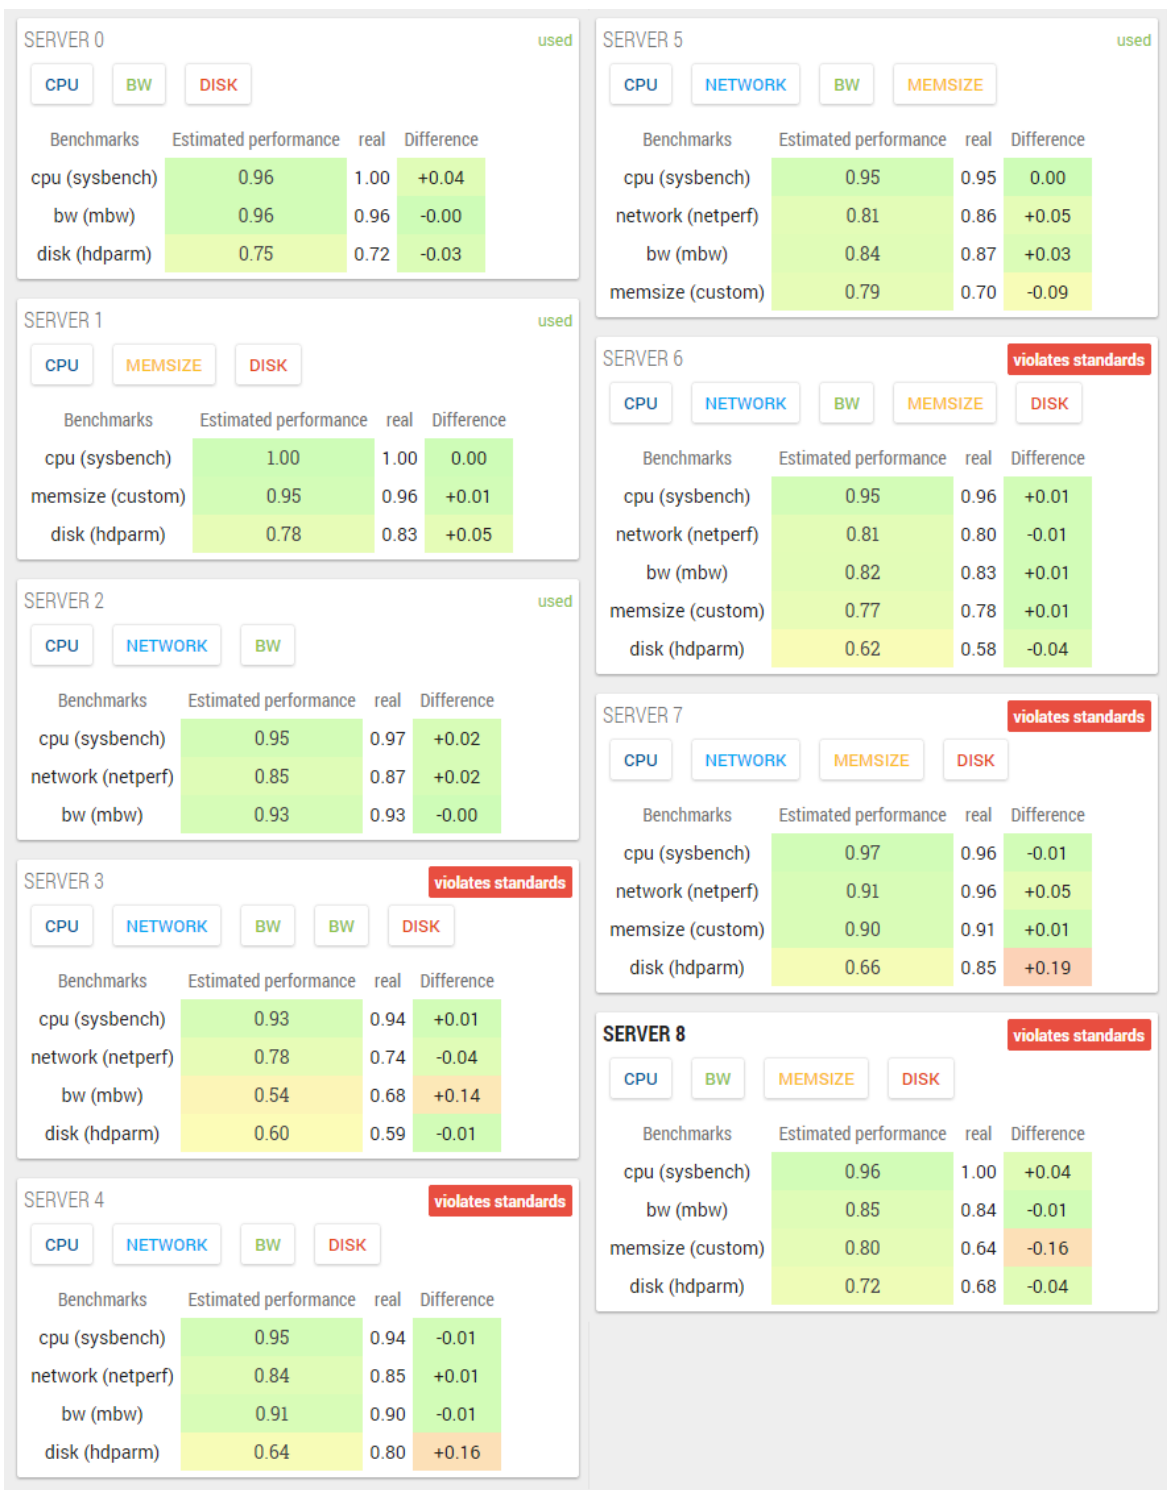 SERVER 0 used
CPU BW DISK
Benchmarks Estimated performance real Difference
cpu (sysbench) 0.96 1.00 +0.04
bw (mbw) 0.96 0.96 -0.00
disk (hdparm) 0.75 0.72 -0.03
SERVER 1 used
CPU MEMSIZE DISK
Benchmarks Estimated performance real Difference
cpu (sysbench) 1.00 1.00 0.00
memsize (custom) 0.95 0.96 +0.01
disk (hdparm) 0.78 0.83 +0.05
SERVER 2 used
CPU NETWORK BW
Benchmarks Estimated performance real Difference
cpu (sysbench) 0.95 0.97 +0.02
network (netperf) 0.85 0.87 +0.02
bw (mbw) 0.93 0.93 -0.00
SERVER 3 violates standards
CPU NETWORK BW BW DISK
Benchmarks Estimated performance real Difference
cpu (sysbench) 0.93 0.94 +0.01
network (netperf) 0.78 0.74 -0.04
bw (mbw) 0.54 0.68 +0.14
disk (hdparm) 0.60 0.59 -0.01
SERVER 4 violates standards
CPU NETWORK BW DISK
Benchmarks Estimated performance real Difference
cpu (sysbench) 0.95 0.94 -0.01
network (netperf) 0.84 0.85 +0.01
bw (mbw) 0.91 0.90 -0.01
disk (hdparm) 0.64 0.80 +0.16
SERVER 5 used
CPU NETWORK BW MEMSIZE
Benchmarks Estimated performance real Difference
cpu (sysbench) 0.95 0.95 0.00
network (netperf) 0.81 0.86 +0.05
bw (mbw) 0.84 0.87 +0.03
memsize (custom) 0.79 0.70 -0.09
SERVER 6 violates standards
CPU NETWORK BW MEMSIZE DISK
Benchmarks Estimated performance real Difference
cpu (sysbench) 0.95 0.96 +0.01
network (netperf) 0.81 0.80 -0.01
bw (mbw) 0.82 0.83 +0.01
memsize (custom) 0.77 0.78 +0.01
disk (hdparm) 0.62 0.58 -0.04
SERVER 7 violates standards
CPU NETWORK MEMSIZE DISK
Benchmarks Estimated performance real Difference
cpu (sysbench) 0.97 0.96 -0.01
network (netperf) 0.91 0.96 +0.05
memsize (custom) 0.90 0.91 +0.01
disk (hdparm) 0.66 0.85 +0.19
SERVER 8 violates standards
CPU BW MEMSIZE DISK
Benchmarks Estimated performance real Difference
cpu (sysbench) 0.96 1.00 +0.04
bw (mbw) 0.85 0.84 -0.01
memsize (custom) 0.80 0.64 -0.16
disk (hdparm) 0.72 0.68 -0.04